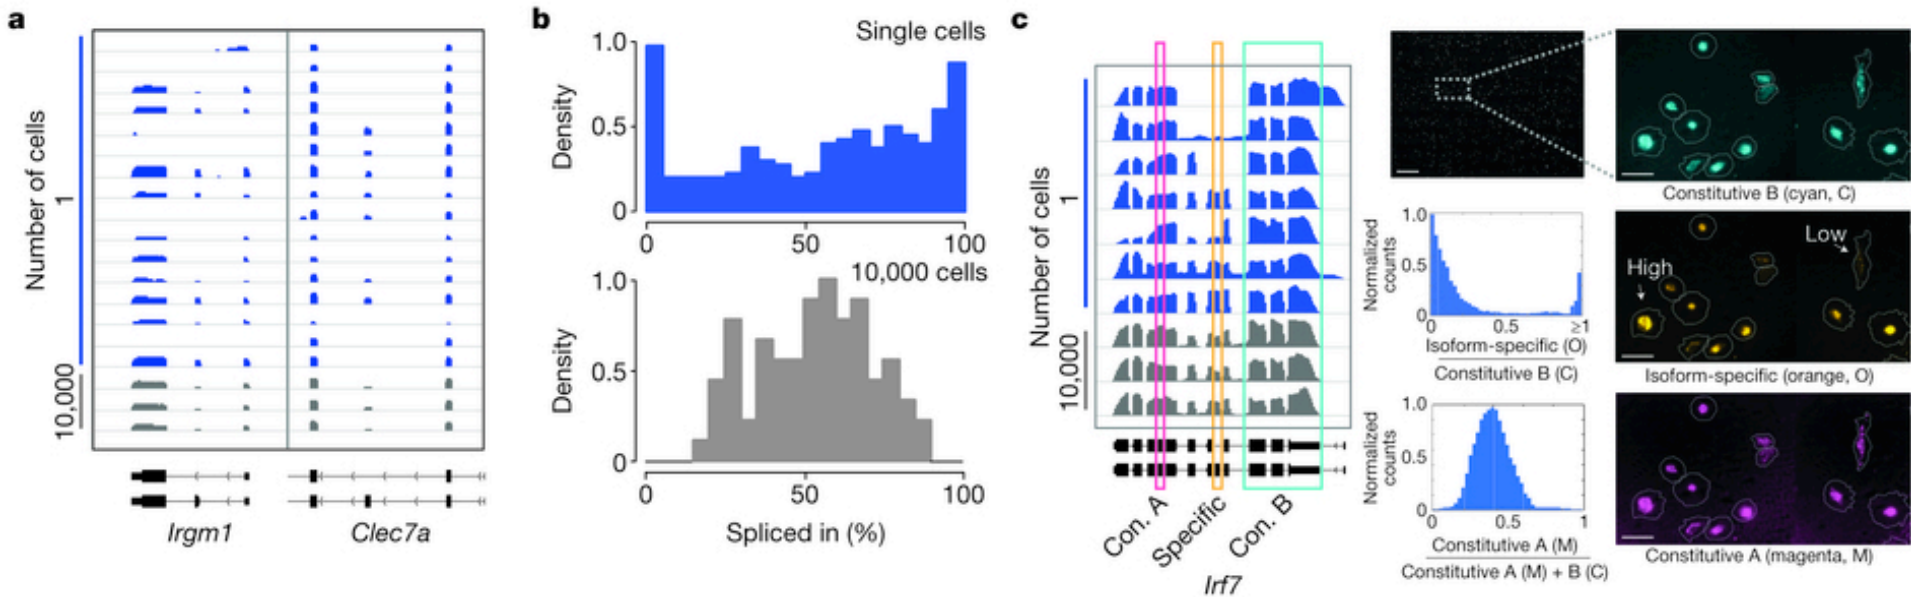 a
Number of cells
1
10,000
Irgm1
Clec7a
b
Single cells
Density
1.0
0.5
0
0
50
100
10,000 cells
Density
1.0
0.5
0
0
50
100
Spliced in (%)
c
Number of cells
1
10,000
Con. A
Specific
Con. B
Irf7
Constitutive B (cyan, C)
Normalized
counts
1.0
0.5
0
0
0.5
≥1
Isoform-specific (O)
Constitutive B (C)
High
Low
Isoform-specific (orange, O)
Normalized
counts
1.0
0.5
0
0
0.5
1
Constitutive A (M)
Constitutive A (M) + B (C)
Constitutive A (magenta, M)